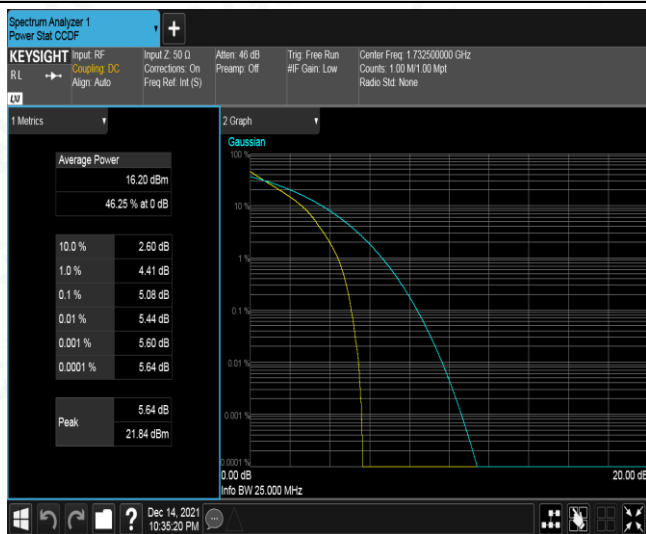 Spectrum Analyzer 1
Power Stat CCDF
+
KEYSIGHT
RL
Input: RF
Coupling: DC
Align: Auto
Input Z: 50 Ω
Corrections: On
Freq Ref: Int (S)
Atten: 46 dB
Preamp: Off
Trig: Free Run
#IF Gain: Low
Center Freq: 1.732500000 GHz
Counts: 1.00 M/1.00 Mpt
Radio Std: None
1 Metrics
Average Power
16.20 dBm
46.25 % at 0 dB
10.0 % 2.60 dB
1.0 % 4.41 dB
0.1 % 5.08 dB
0.01 % 5.44 dB
0.001 % 5.60 dB
0.0001 % 5.64 dB
Peak
5.64 dB
21.84 dBm
2 Graph
Gaussian
100 %
10 %
1 %
0.1 %
0.01 %
0.001 %
0.0001 %
0.00 dB 20.00 dB
Info BW 25.000 MHz
? Dec 14, 2021
10:35:20 PM